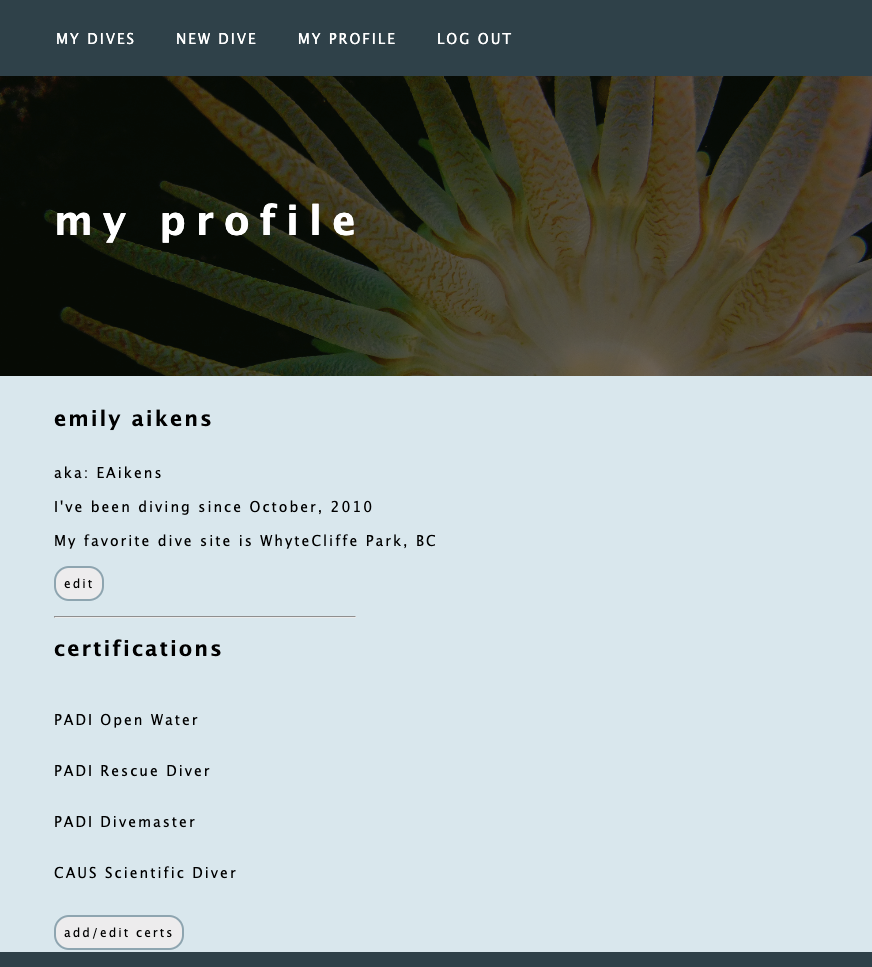 MY DIVES NEW DIVE MY PROFILE LOG OUT
my profile
emily aikens
aka: EAikens
I've been diving since October, 2010
My favorite dive site is WhyteCliffe Park, BC
edit
certifications
PADI Open Water
PADI Rescue Diver
PADI Divemaster
CAUS Scientific Diver
add/edit certs